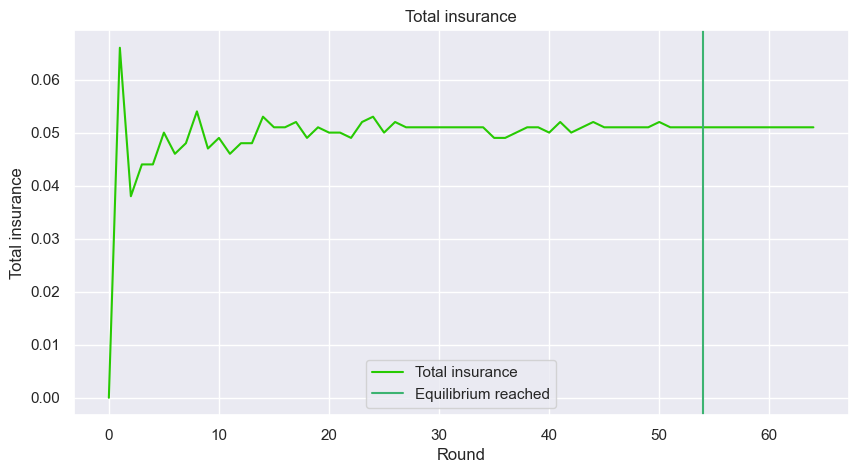 Total insurance
Total insurance
0.06
0.05
0.04
0.03
0.02
0.01
0.00
Total insurance
Equilibrium reached
0
10
20
30
40
50
60
Round